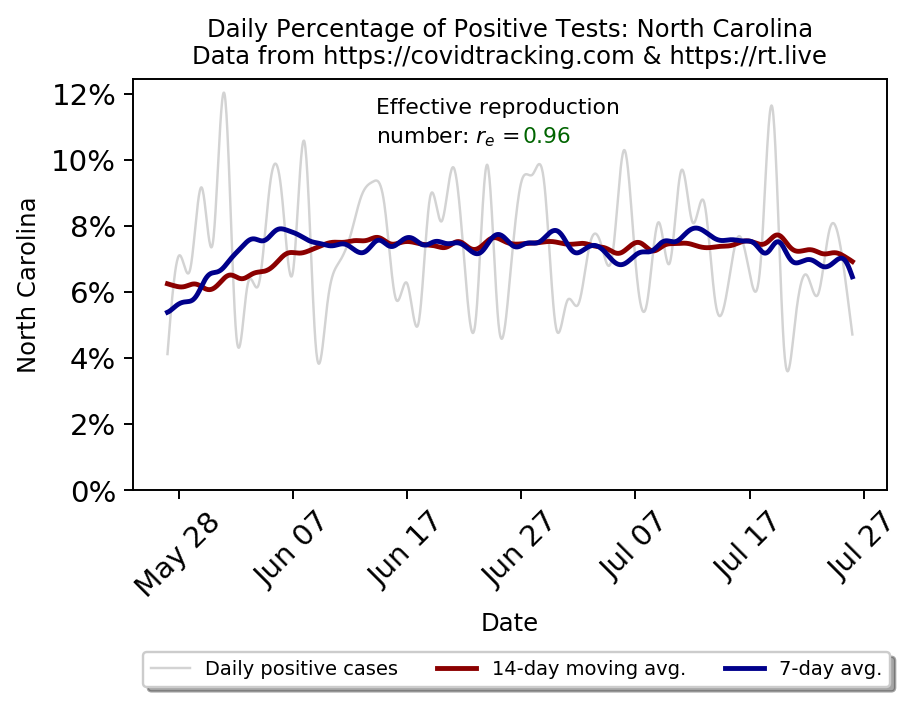 Daily Percentage of Positive Tests: North Carolina
Data from https://covidtracking.com & https://rt.live
Effective reproduction
number: rₑ =0.96
12%
10%
8%
6%
4%
2%
0%
North Carolina
May 28
Jun 07
Jun 17
Jun 27
Jul 07
Jul 17
Jul 27
Date
Daily positive cases
14-day moving avg.
7-day avg.